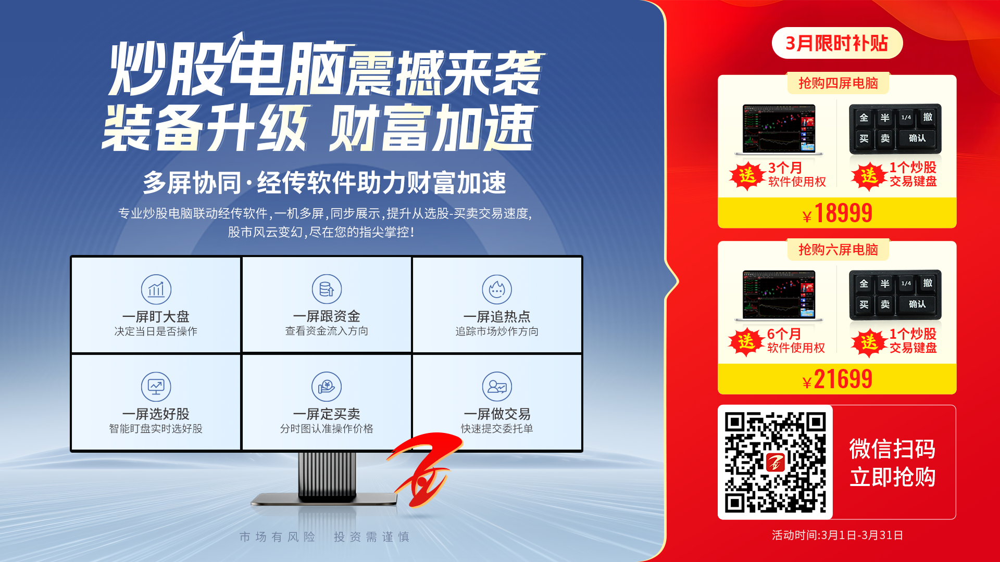 炒股电脑震撼来袭
装备升级 财富加速
多屏协同·经传软件助力财富加速
专业炒股电脑联动经传软件,一机多屏,同步展示,提升从选股-买卖交易速度,
股市风云变幻,尽在您的指尖掌控!
一屏盯大盘
决定当日是否操作
一屏跟资金
查看资金流入方向
一屏追热点
追踪市场炒作方向
一屏选好股
智能盯盘实时选好股
一屏定买卖
分时图认准操作价格
一屏做交易
快速提交委托单
市场有风险 投资需谨慎
3月限时补贴
抢购四屏电脑
全 半 1/4 撤
买 卖 确认
送 3个月
软件使用权
送 1个炒股
交易键盘
¥18999
抢购六屏电脑
全 半 1/4 撤
买 卖 确认
送 6个月
软件使用权
送 1个炒股
交易键盘
¥21699
微信扫码
立即抢购
活动时间:3月1日-3月31日